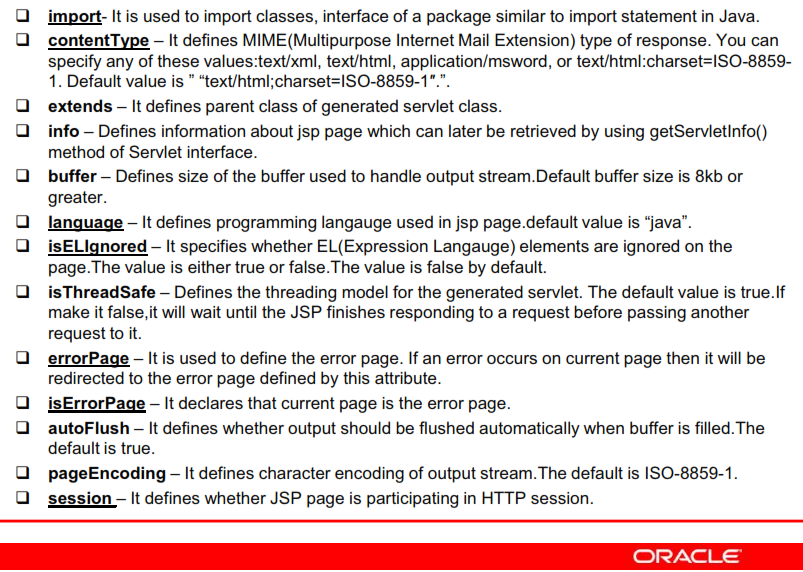 ❑ import- It is used to import classes, interface of a package similar to import statement in Java.
❑ contentType – It defines MIME(Multipurpose Internet Mail Extension) type of response. You can
specify any of these values:text/xml, text/html, application/msword, or text/html:charset=ISO-8859-
1. Default value is ” “text/html;charset=ISO-8859-1″.”.
❑ extends – It defines parent class of generated servlet class.
❑ info – Defines information about jsp page which can later be retrieved by using getServletInfo()
method of Servlet interface.
❑ buffer – Defines size of the buffer used to handle output stream.Default buffer size is 8kb or
greater.
❑ language – It defines programming langauge used in jsp page.default value is “java”.
❑ isELIgnored – It specifies whether EL(Expression Langauge) elements are ignored on the
page.The value is either true or false.The value is false by default.
❑ isThreadSafe – Defines the threading model for the generated servlet. The default value is true.If
make it false,it will wait until the JSP finishes responding to a request before passing another
request to it.
❑ errorPage – It is used to define the error page. If an error occurs on current page then it will be
redirected to the error page defined by this attribute.
❑ isErrorPage – It declares that current page is the error page.
❑ autoFlush – It defines whether output should be flushed automatically when buffer is filled.The
default is true.
❑ pageEncoding – It defines character encoding of output stream.The default is ISO-8859-1.
❑ session – It defines whether JSP page is participating in HTTP session.
ORACLE